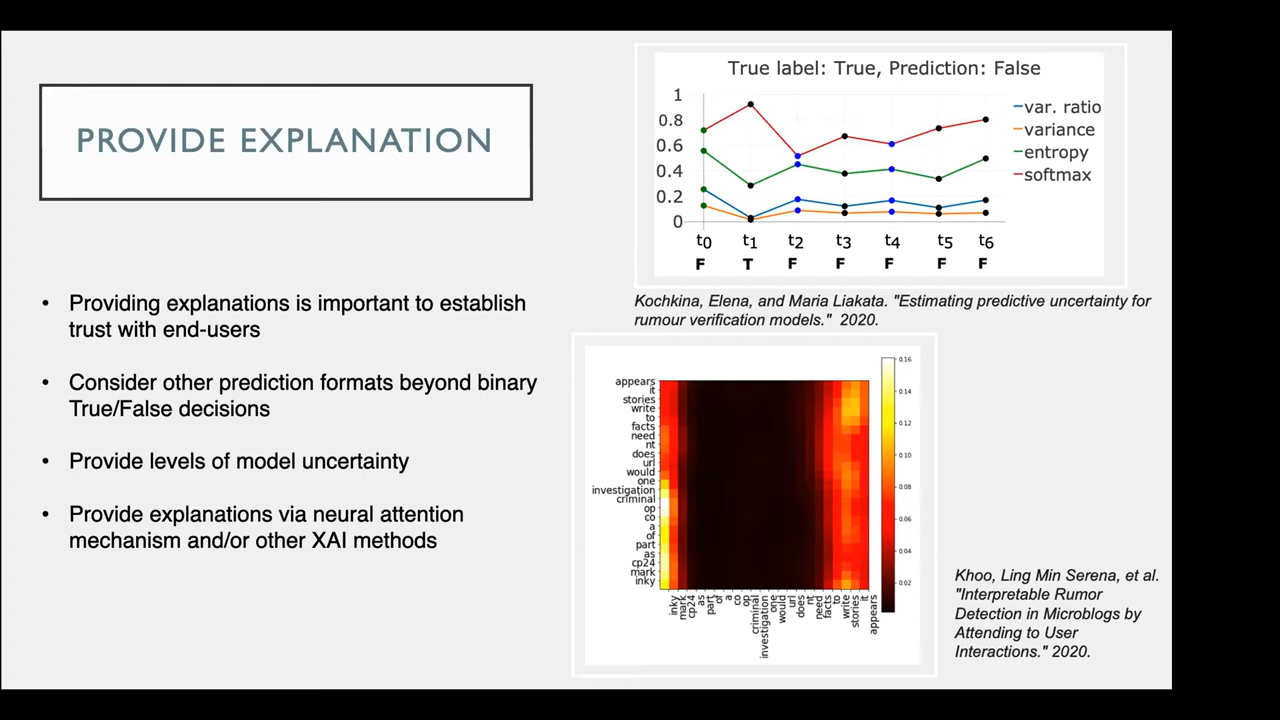 PROVIDE EXPLANATION
• Providing explanations is important to establish
trust with end-users
• Consider other prediction formats beyond binary
True/False decisions
• Provide levels of model uncertainty
• Provide explanations via neural attention
mechanism and/or other XAI methods
True label: True, Prediction: False
1
0.8
0.6
0.4
0.2
0
var. ratio
variance
entropy
softmax
t0 t1 t2 t3 t4 t5 t6
F T F F F F F
Kochkina, Elena, and Maria Liakata. "Estimating predictive uncertainty for
rumour verification models." 2020.
appears
it
stories
write
to
facts
need
nt
does
url
would
one
investigation
criminal
op
co
a
of
part
as
cp24
mark
inky
inky mark cp24 as part of a co op criminal investigation one would url does nt need facts to write stories it appears
0.16
0.14
0.12
0.10
0.08
0.06
0.04
0.02
Khoo, Ling Min Serena, et al.
"Interpretable Rumor
Detection in Microblogs by
Attending to User
Interactions." 2020.